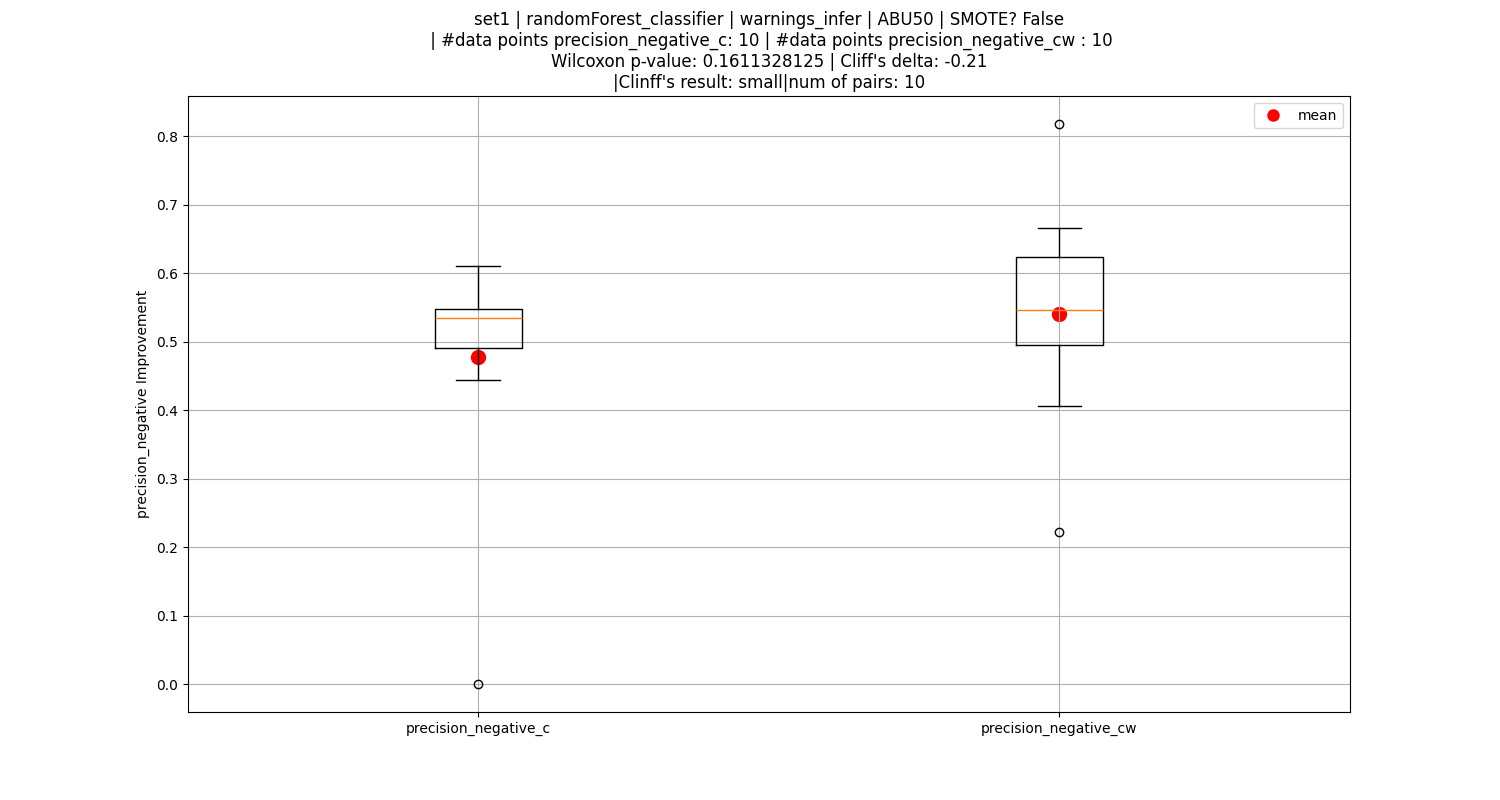 set1 | randomForest_classifier | warnings_infer | ABU50 | SMOTE? False
| #data points precision_negative_c: 10 | #data points precision_negative_cw : 10
Wilcoxon p-value: 0.1611328125 | Cliff's delta: -0.21
|Clinff's result: small|num of pairs: 10
mean
0.8
0.7
0.6
0.5
0.4
0.3
0.2
0.1
0.0
precision_negative Improvement
precision_negative_c
precision_negative_cw